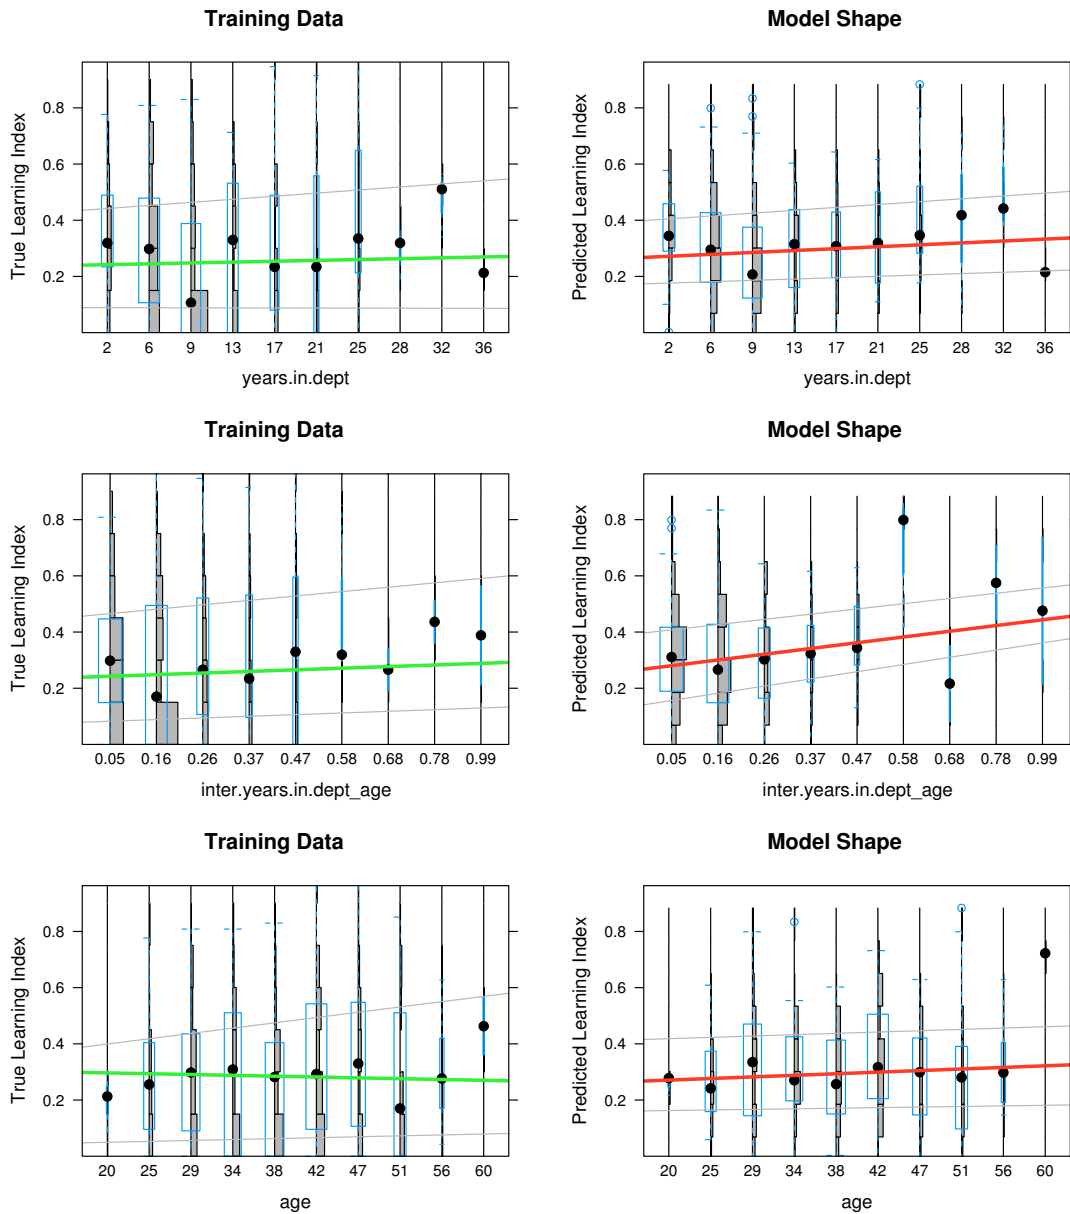 Training Data
Model Shape
True Learning Index
0.8
0.6
0.4
0.2
2 6 9 13 17 21 25 28 32 36
years.in.dept
Predicted Learning Index
0.8
0.6
0.4
0.2
2 6 9 13 17 21 25 28 32 36
years.in.dept
Training Data
Model Shape
True Learning Index
0.8
0.6
0.4
0.2
0.05 0.16 0.26 0.37 0.47 0.58 0.68 0.78 0.99
inter.years.in.dept_age
Predicted Learning Index
0.8
0.6
0.4
0.2
0.05 0.16 0.26 0.37 0.47 0.58 0.68 0.78 0.99
inter.years.in.dept_age
Training Data
Model Shape
True Learning Index
0.8
0.6
0.4
0.2
20 25 29 34 38 42 47 51 56 60
age
Predicted Learning Index
0.8
0.6
0.4
0.2
20 25 29 34 38 42 47 51 56 60
age